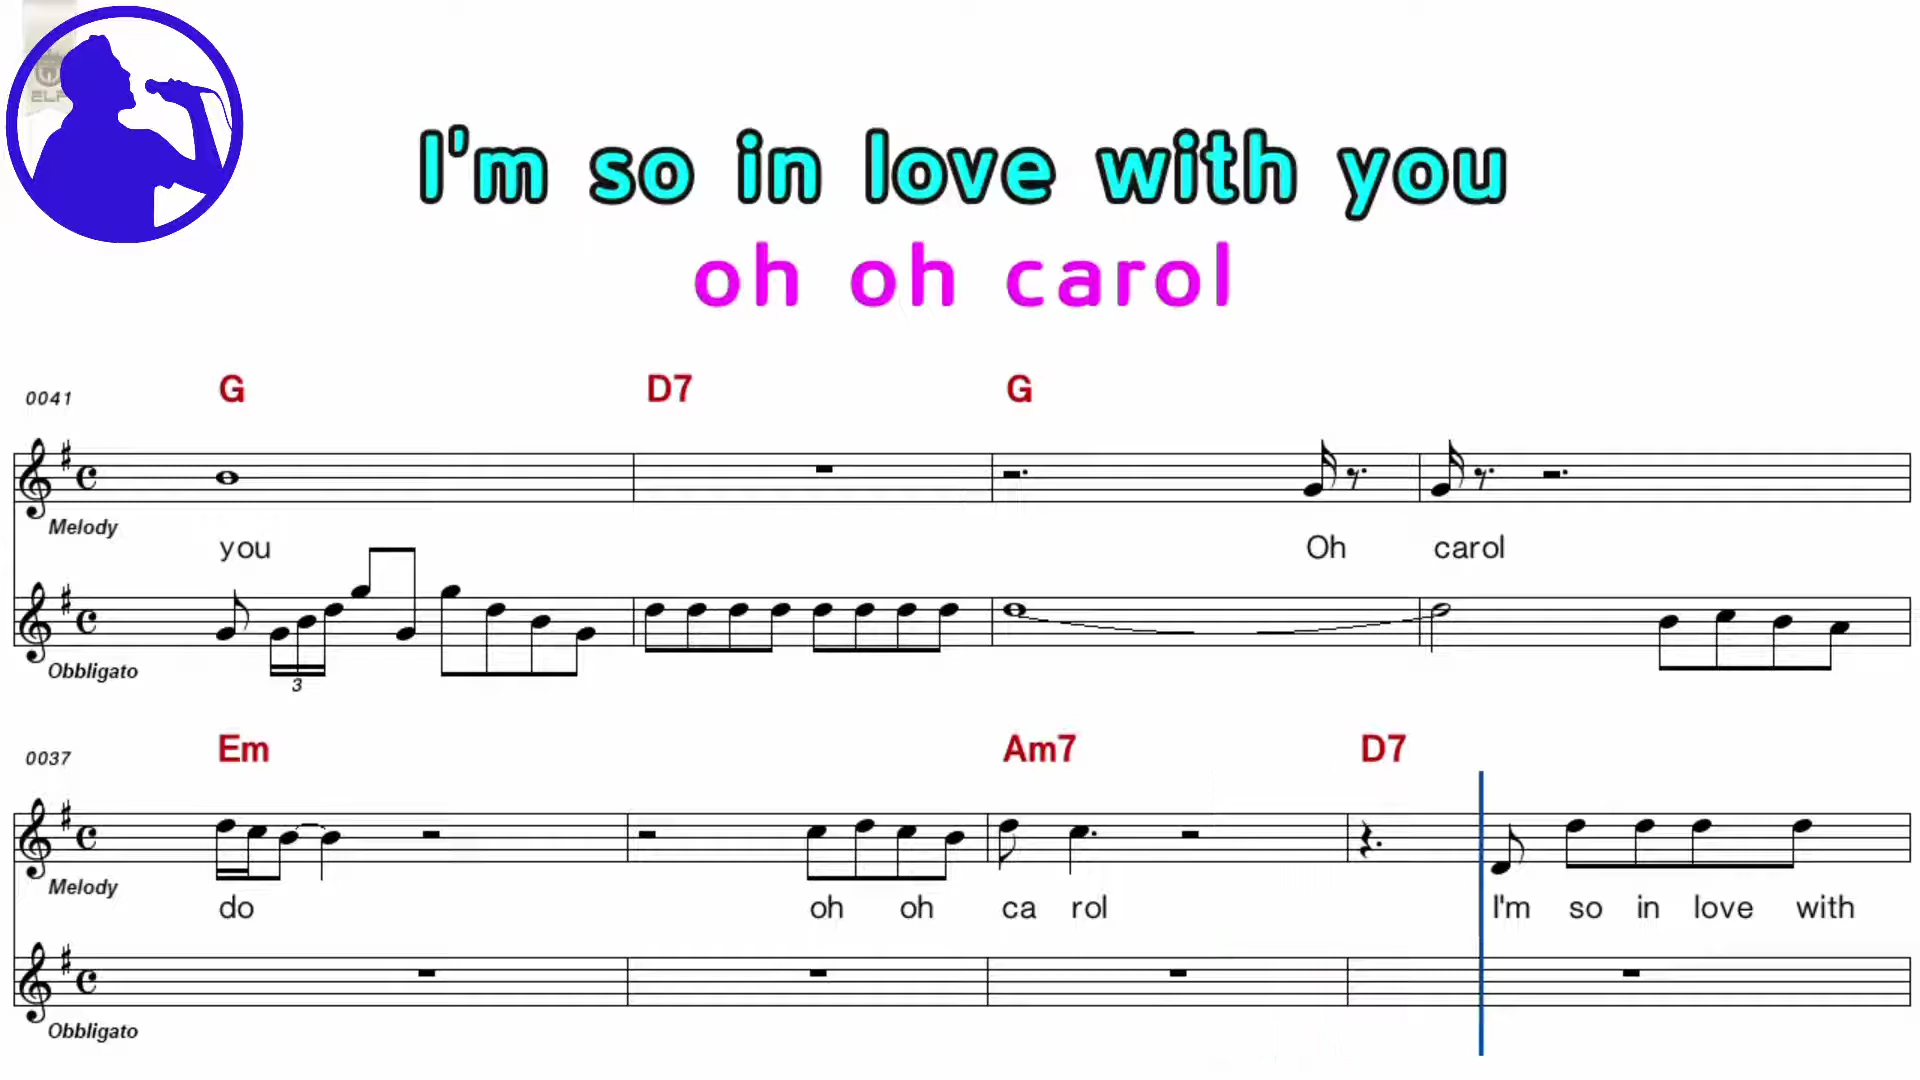 ELF
I'm so in love with you
oh oh carol
0041 G D7 G
Melody
you Oh carol
3
Obbligato
0037 Em Am7 D7
Melody
do oh oh ca rol I'm so in love with
Obbligato